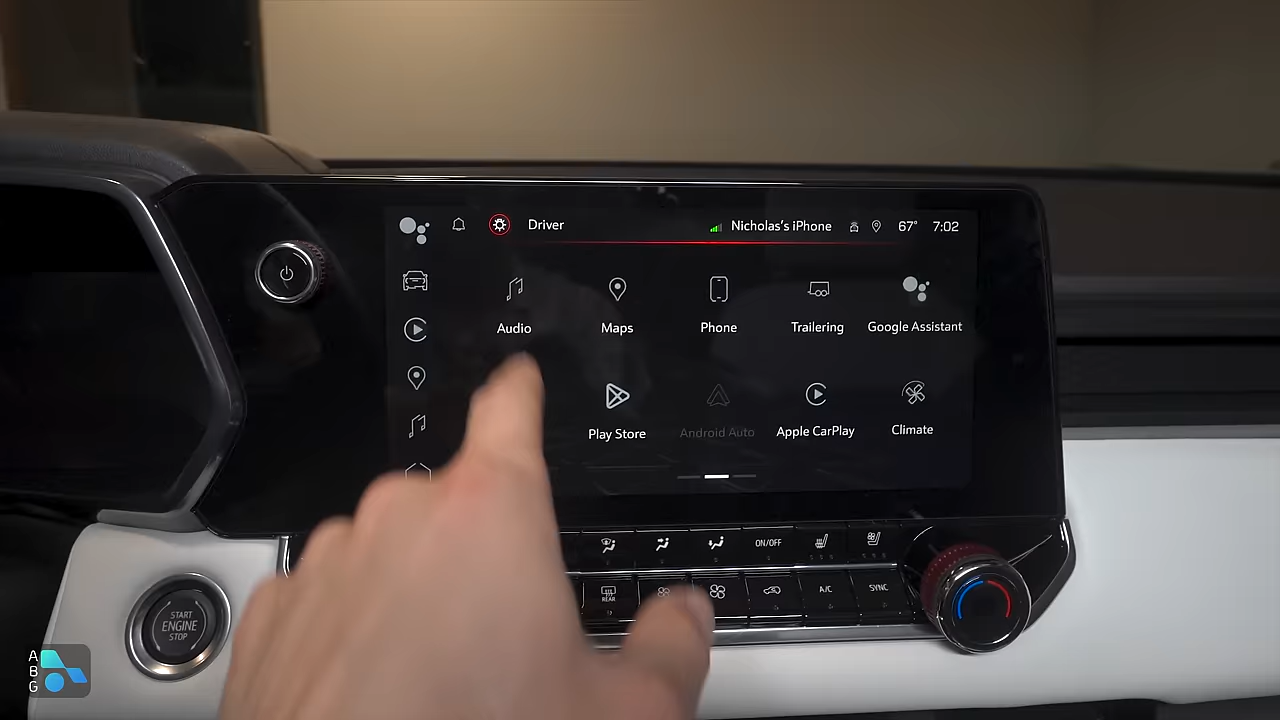 Driver
Nicholas's iPhone
67°
7:02
Audio
Maps
Phone
Trailering
Google Assistant
Play Store
Android Auto
Apple CarPlay
Climate
ON/OFF
REAR
A/C
SYNC
START
ENGINE
STOP
A
B
G